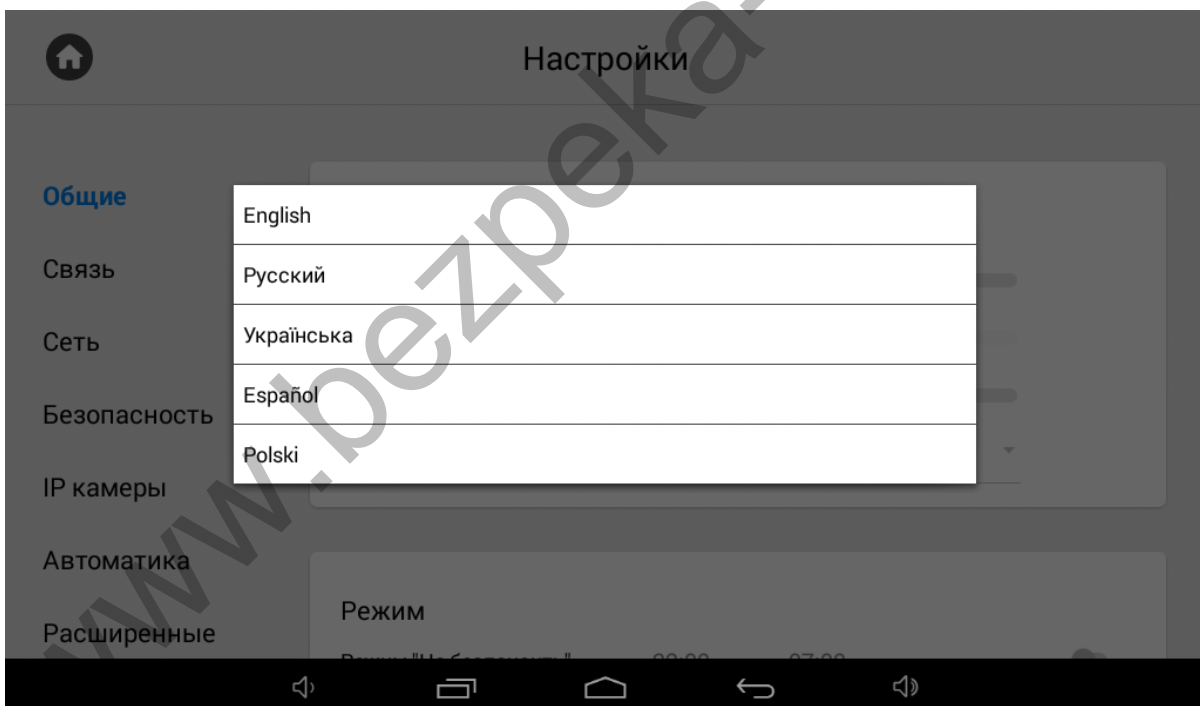 Настройки
Общие
Связь
Сеть
Безопасность
IP камеры
Автоматика
Расширенные
English
Русский
Українська
Español
Polski
Режим
www.bezpeka-